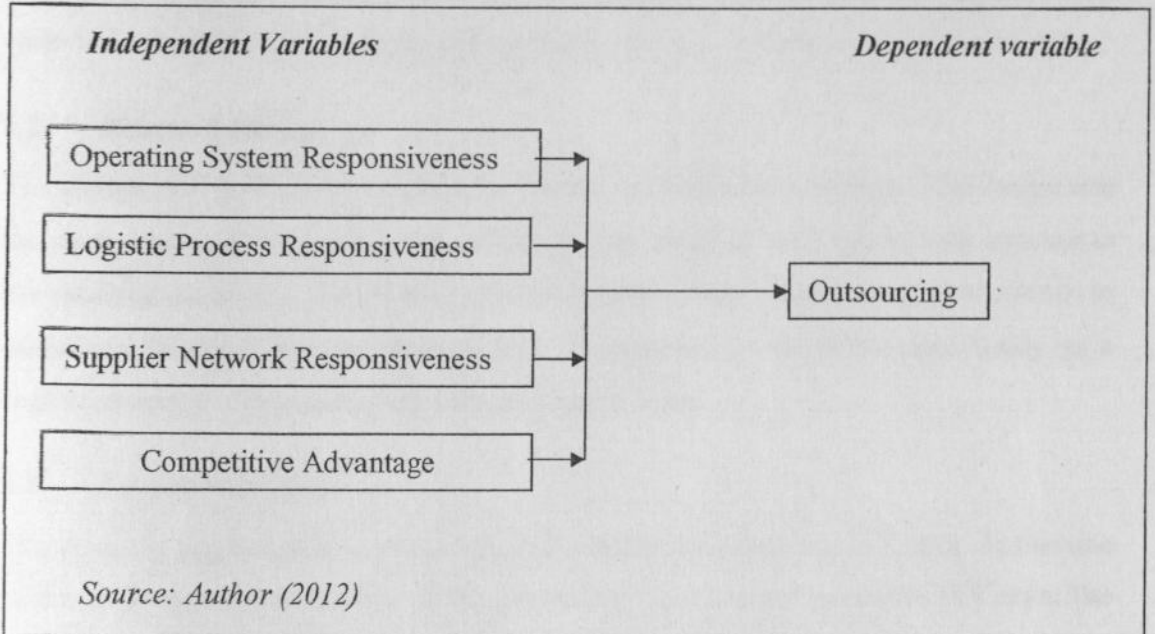 Independent Variables
Dependent variable
Operating System Responsiveness
Logistic Process Responsiveness
Outsourcing
Supplier Network Responsiveness
Competitive Advantage
Source: Author (2012)